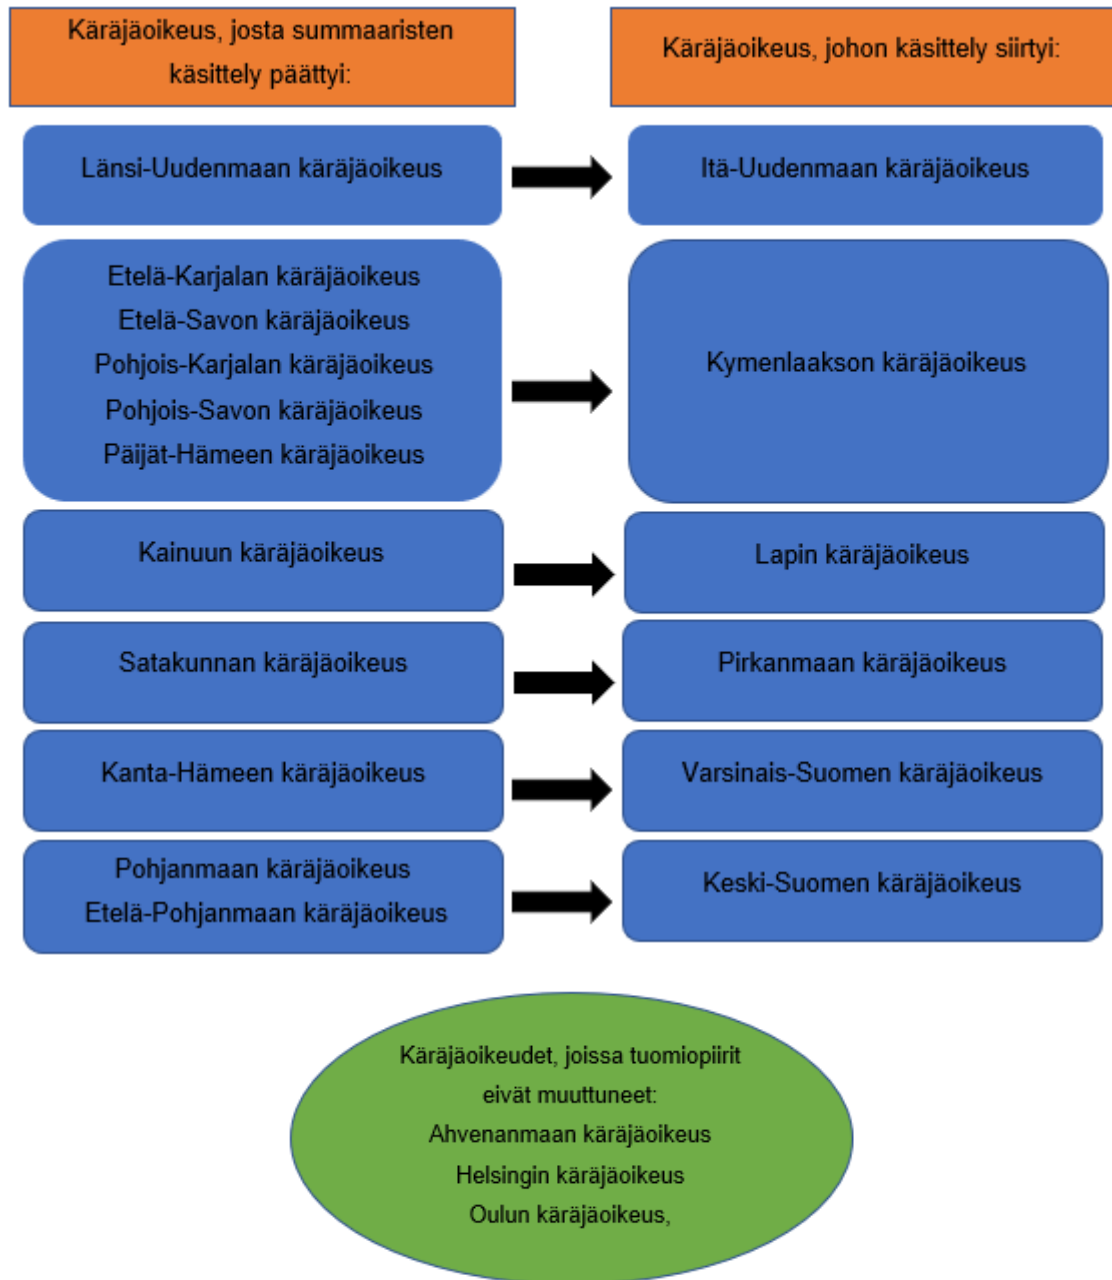 Käräjäoikeus, josta summaaristen
käsittely päättyi:
Käräjäoikeus, johon käsittely siirtyi:
Länsi-Uudenmaan käräjäoikeus
Itä-Uudenmaan käräjäoikeus
Etelä-Karjalan käräjäoikeus
Etelä-Savon käräjäoikeus
Pohjois-Karjalan käräjäoikeus
Pohjois-Savon käräjäoikeus
Päijät-Hämeen käräjäoikeus
Kymenlaakson käräjäoikeus
Kainuun käräjäoikeus
Lapin käräjäoikeus
Satakunnan käräjäoikeus
Pirkanmaan käräjäoikeus
Kanta-Hämeen käräjäoikeus
Varsinais-Suomen käräjäoikeus
Pohjanmaan käräjäoikeus
Etelä-Pohjanmaan käräjäoikeus
Keski-Suomen käräjäoikeus
Käräjäoikeudet, joissa tuomiopiirit
eivät muuttuneet:
Ahvenanmaan käräjäoikeus
Helsingin käräjäoikeus
Oulun käräjäoikeus,